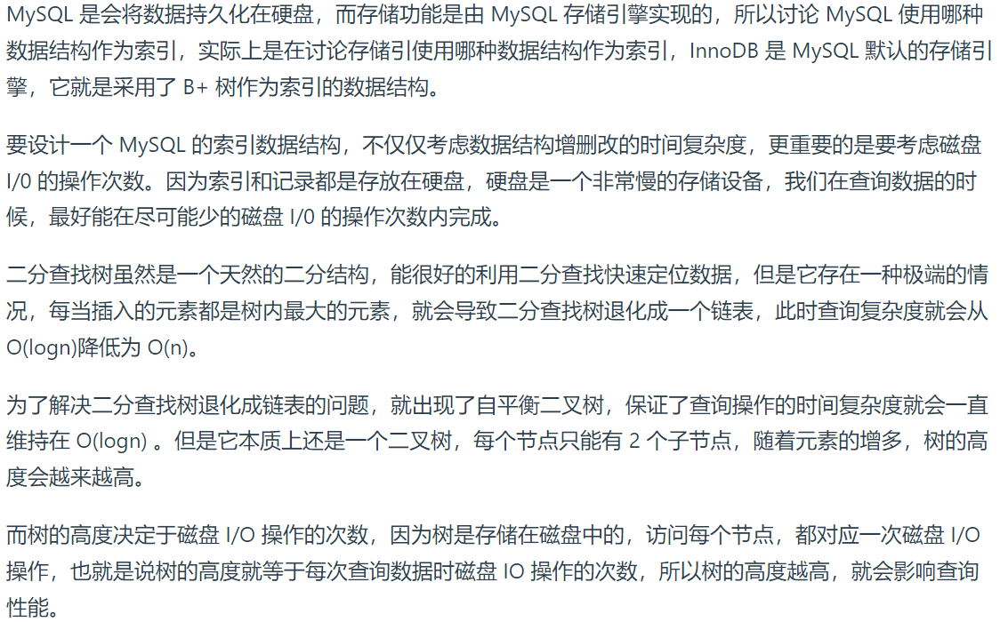 MySQL 是会将数据持久化在硬盘，而存储功能是由 MySQL 存储引擎实现的，所以讨论 MySQL 使用哪种
数据结构作为索引，实际上是在讨论存储引使用哪种数据结构作为索引，InnoDB 是 MySQL 默认的存储引
擎，它就是采用了 B+ 树作为索引的数据结构。
要设计一个 MySQL 的索引数据结构，不仅仅考虑数据结构增删改的时间复杂度，更重要的是要考虑磁盘
I/0 的操作次数。因为索引和记录都是存放在硬盘，硬盘是一个非常慢的存储设备，我们在查询数据的时
候，最好能在尽可能少的磁盘 I/0 的操作次数内完成。
二分查找树虽然是一个天然的二分结构，能很好的利用二分查找快速定位数据，但是它存在一种极端的情
况，每当插入的元素都是树内最大的元素，就会导致二分查找树退化成一个链表，此时查询复杂度就会从
O(logn)降低为 O(n)。
为了解决二分查找树退化成链表的问题，就出现了自平衡二叉树，保证了查询操作的时间复杂度就会一直
维持在 O(logn) 。但是它本质上还是一个二叉树，每个节点只能有 2 个子节点，随着元素的增多，树的高
度会越来越高。
而树的高度决定于磁盘 I/O 操作的次数，因为树是存储在磁盘中的，访问每个节点，都对应一次磁盘 I/O
操作，也就是说树的高度就等于每次查询数据时磁盘 IO 操作的次数，所以树的高度越高，就会影响查询
性能。